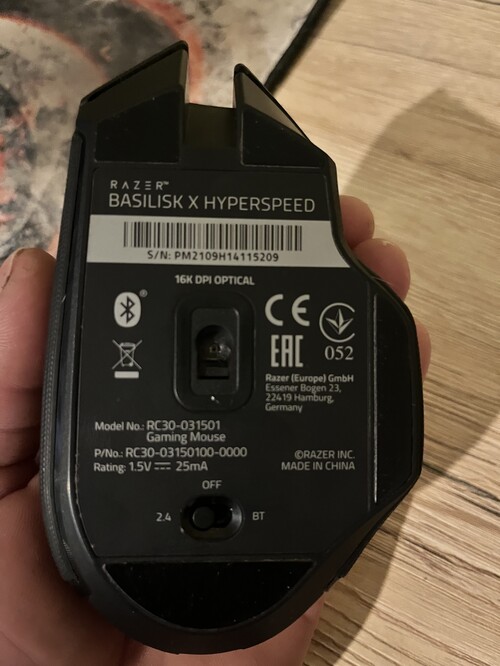 RAZER™
BASILISK X HYPERSPEED
S/N: PM2109H14115209
16K DPI OPTICAL
®
CE
EAC
052
Razer (Europe) GmbH
Essener Bogen 23,
22419 Hamburg,
Germany
Model No.: RC30-031501
Gaming Mouse
P/No.: RC30-03150100-0000
Rating: 1.5V⎓ 25mA
©RAZER INC.
MADE IN CHINA
OFF
2.4 BT